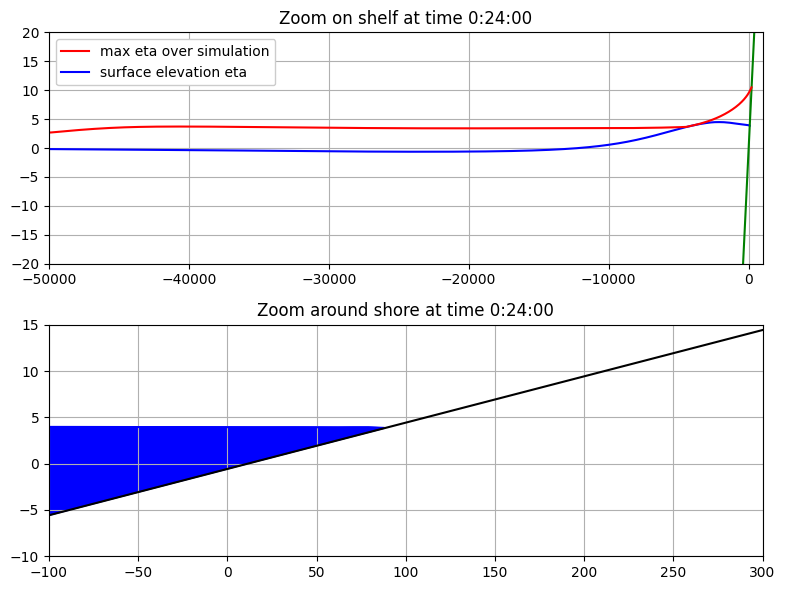 Zoom on shelf at time 0:24:00
20
15
10
5
0
−5
−10
−15
−20
max eta over simulation
surface elevation eta
−50000 −40000 −30000 −20000 −10000 0
Zoom around shore at time 0:24:00
15
10
5
0
−5
−10
−100 −50 0 50 100 150 200 250 300